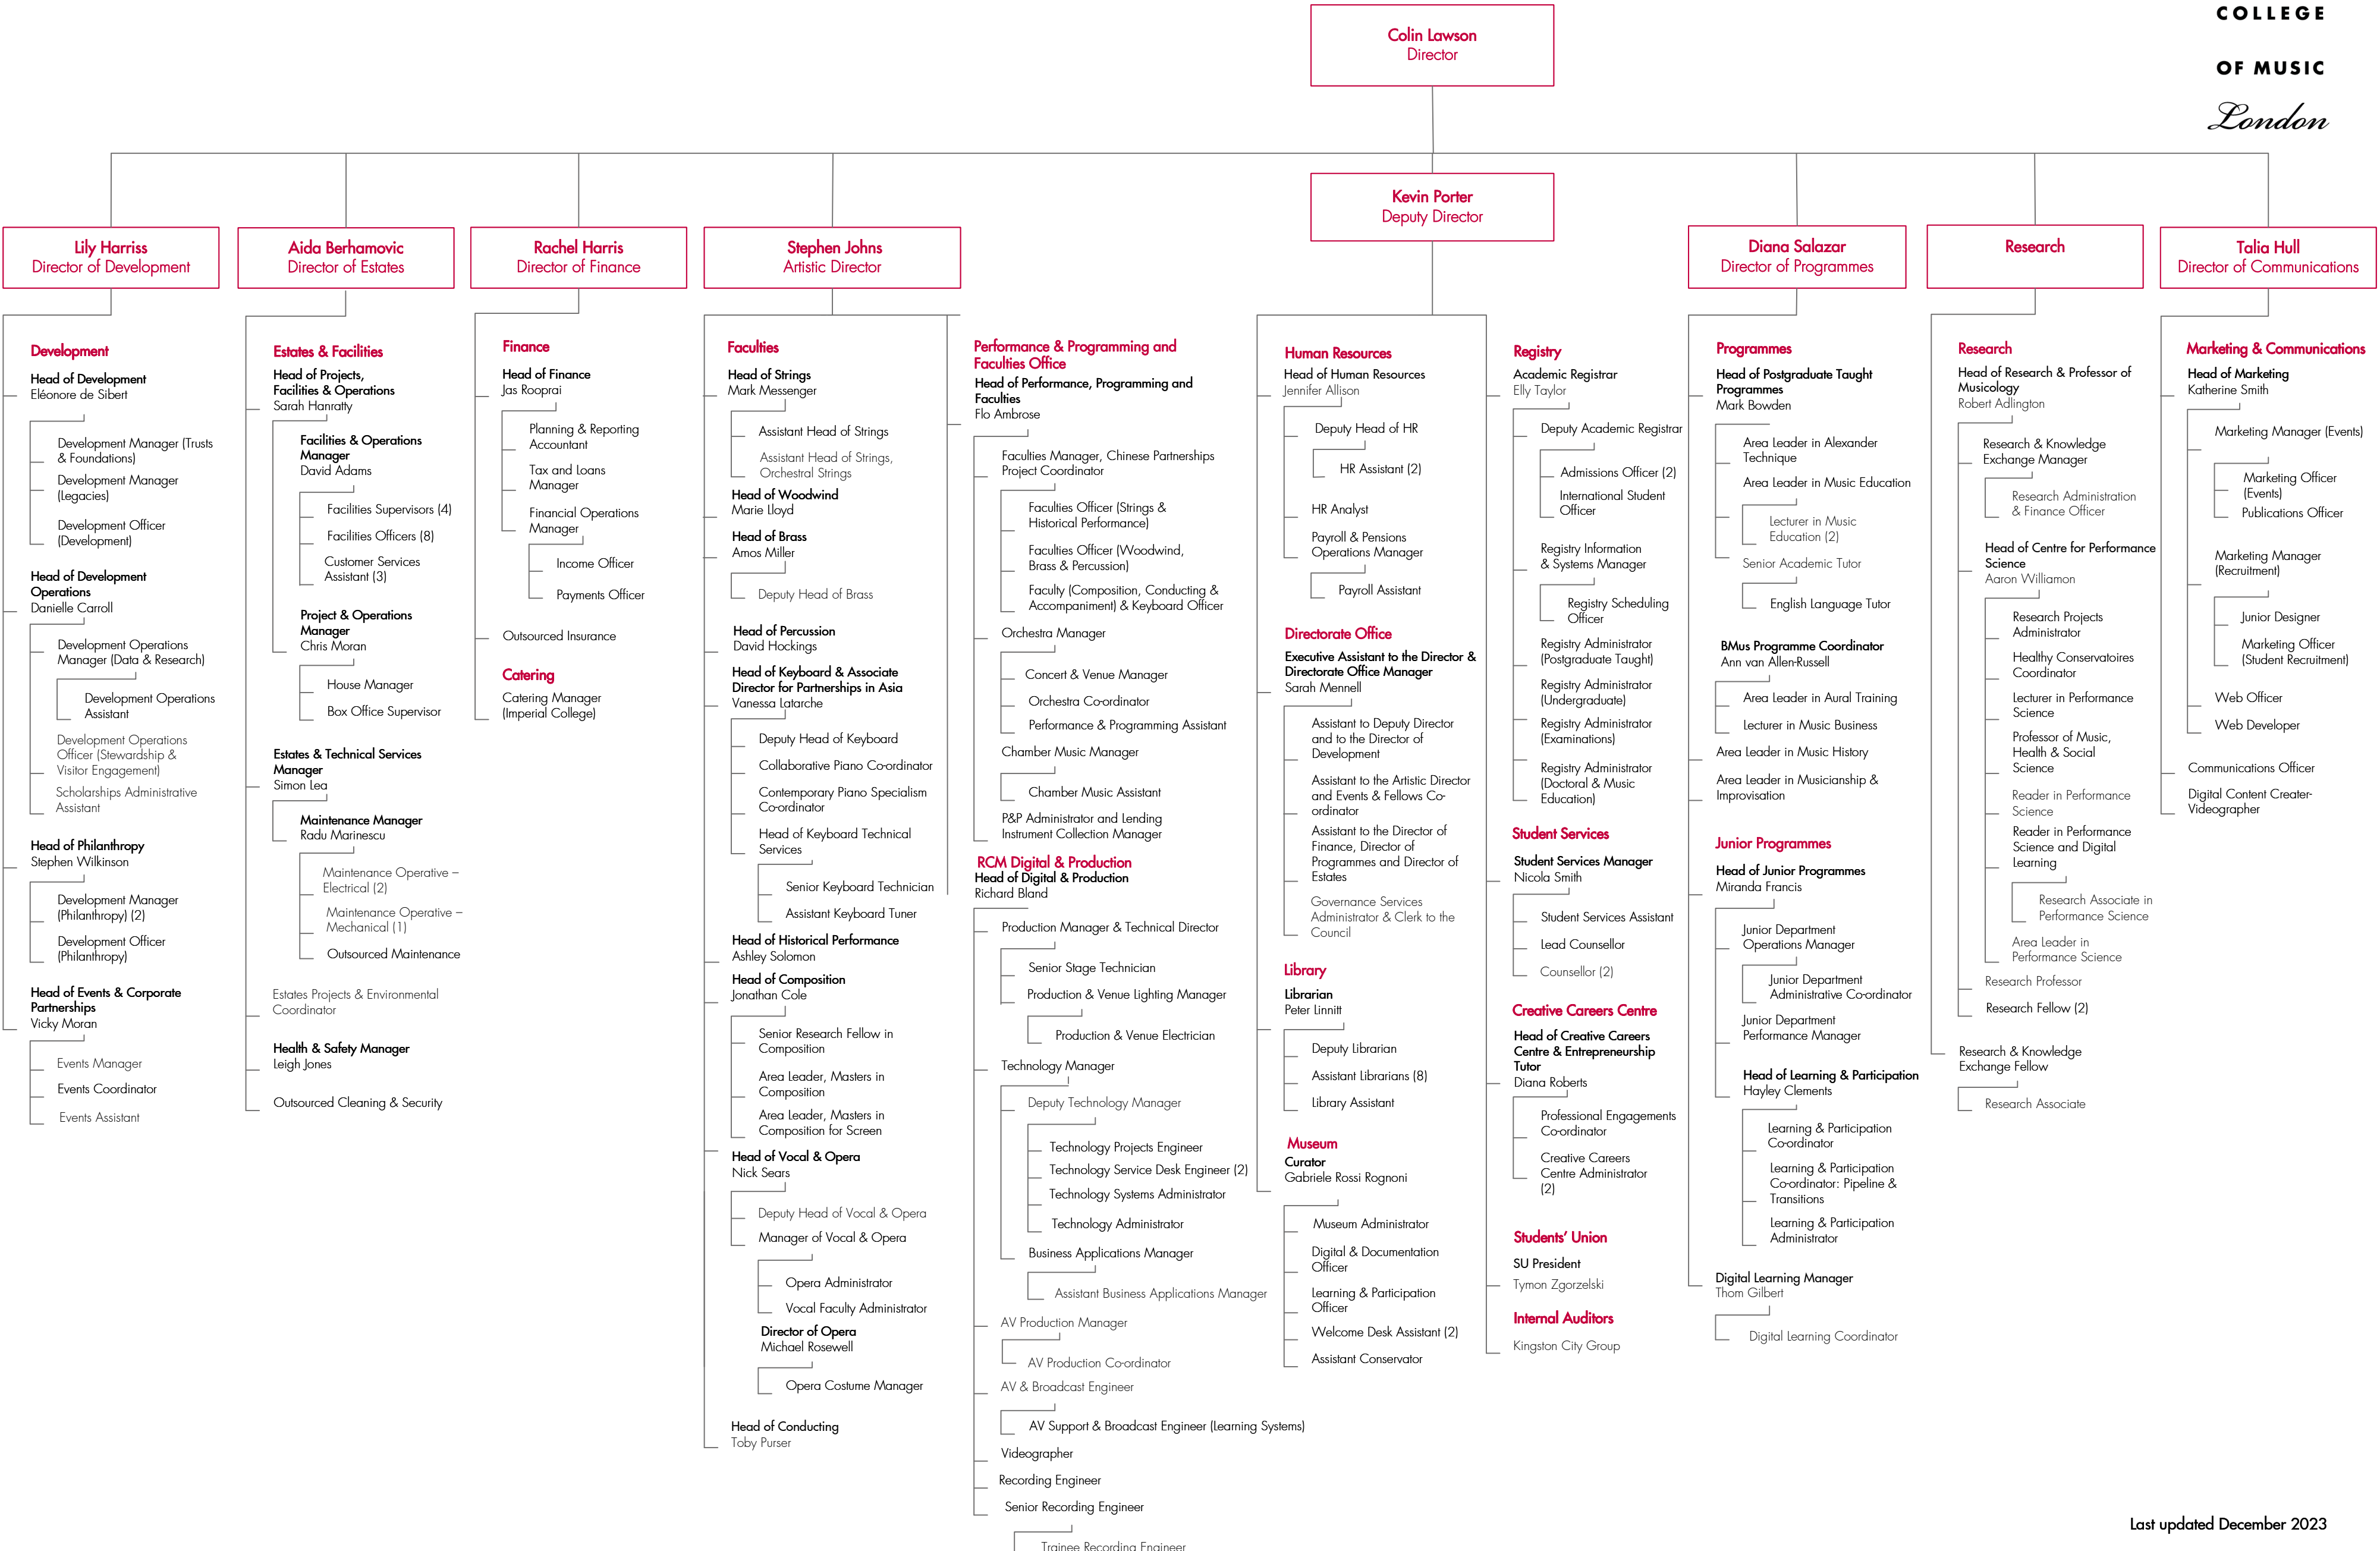 COLLEGE
OF MUSIC
London
Colin Lawson
Director
Kevin Porter
Deputy Director
Lily Harriss
Director of Development
Aida Berhamovic
Director of Estates
Rachel Harris
Director of Finance
Stephen Johns
Artistic Director
Diana Salazar
Director of Programmes
Research
Talia Hull
Director of Communications
Development
Head of Development
Eléonore de Sibert
Development Manager (Trusts
& Foundations)
Development Manager
(Legacies)
Development Officer
(Development)
Head of Development
Operations
Danielle Carroll
Development Operations
Manager (Data & Research)
Development Operations
Assistant
Development Operations
Officer (Stewardship &
Visitor Engagement)
Scholarships Administrative
Assistant
Head of Philanthropy
Stephen Wilkinson
Development Manager
(Philanthropy) (2)
Development Officer
(Philanthropy)
Head of Events & Corporate
Partnerships
Vicky Moran
Events Manager
Events Coordinator
Events Assistant
Estates & Facilities
Head of Projects,
Facilities & Operations
Sarah Hanratty
Facilities & Operations
Manager
David Adams
Facilities Supervisors (4)
Facilities Officers (8)
Customer Services
Assistant (3)
Project & Operations
Manager
Chris Moran
House Manager
Box Office Supervisor
Estates & Technical Services
Manager
Simon Lea
Maintenance Manager
Radu Marinescu
Maintenance Operative –
Electrical (2)
Maintenance Operative –
Mechanical (1)
Outsourced Maintenance
Estates Projects & Environmental
Coordinator
Health & Safety Manager
Leigh Jones
Outsourced Cleaning & Security
Finance
Head of Finance
Jas Rooprai
Planning & Reporting
Accountant
Tax and Loans
Manager
Financial Operations
Manager
Income Officer
Payments Officer
Outsourced Insurance
Catering
Catering Manager
(Imperial College)
Faculties
Head of Strings
Mark Messenger
Assistant Head of Strings
Assistant Head of Strings,
Orchestral Strings
Head of Woodwind
Marie Lloyd
Head of Brass
Amos Miller
Deputy Head of Brass
Head of Percussion
David Hockings
Head of Keyboard & Associate
Director for Partnerships in Asia
Vanessa Latarche
Deputy Head of Keyboard
Collaborative Piano Co-ordinator
Contemporary Piano Specialism
Co-ordinator
Head of Keyboard Technical
Services
Senior Keyboard Technician
Assistant Keyboard Tuner
Head of Historical Performance
Ashley Solomon
Head of Composition
Jonathan Cole
Senior Research Fellow in
Composition
Area Leader, Masters in
Composition
Area Leader, Masters in
Composition for Screen
Head of Vocal & Opera
Nick Sears
Deputy Head of Vocal & Opera
Manager of Vocal & Opera
Opera Administrator
Vocal Faculty Administrator
Director of Opera
Michael Rosewell
Opera Costume Manager
Head of Conducting
Toby Purser
Performance & Programming and
Faculties Office
Head of Performance, Programming and
Faculties
Flo Ambrose
Faculties Manager, Chinese Partnerships
Project Coordinator
Faculties Officer (Strings &
Historical Performance)
Faculties Officer (Woodwind,
Brass & Percussion)
Faculty (Composition, Conducting &
Accompaniment) & Keyboard Officer
Orchestra Manager
Concert & Venue Manager
Orchestra Co-ordinator
Performance & Programming Assistant
Chamber Music Manager
Chamber Music Assistant
P&P Administrator and Lending
Instrument Collection Manager
RCM Digital & Production
Head of Digital & Production
Richard Bland
Production Manager & Technical Director
Senior Stage Technician
Production & Venue Lighting Manager
Production & Venue Electrician
Technology Manager
Deputy Technology Manager
Technology Projects Engineer
Technology Service Desk Engineer (2)
Technology Systems Administrator
Technology Administrator
Business Applications Manager
Assistant Business Applications Manager
AV Production Manager
AV Production Co-ordinator
AV & Broadcast Engineer
AV Support & Broadcast Engineer (Learning Systems)
Videographer
Recording Engineer
Senior Recording Engineer
Trainee Recording Engineer
Human Resources
Head of Human Resources
Jennifer Allison
Deputy Head of HR
HR Assistant (2)
HR Analyst
Payroll & Pensions
Operations Manager
Payroll Assistant
Directorate Office
Executive Assistant to the Director &
Directorate Office Manager
Sarah Mennell
Assistant to Deputy Director
and to the Director of
Development
Assistant to the Artistic Director
and Events & Fellows Co-
ordinator
Assistant to the Director of
Finance, Director of
Programmes and Director of
Estates
Governance Services
Administrator & Clerk to the
Council
Library
Librarian
Peter Linnitt
Deputy Librarian
Assistant Librarians (8)
Library Assistant
Museum
Curator
Gabriele Rossi Rognoni
Museum Administrator
Digital & Documentation
Officer
Learning & Participation
Officer
Welcome Desk Assistant (2)
Assistant Conservator
Registry
Academic Registrar
Elly Taylor
Deputy Academic Registrar
Admissions Officer (2)
International Student
Officer
Registry Information
& Systems Manager
Registry Scheduling
Officer
Registry Administrator
(Postgraduate Taught)
Registry Administrator
(Undergraduate)
Registry Administrator
(Examinations)
Registry Administrator
(Doctoral & Music
Education)
Student Services
Student Services Manager
Nicola Smith
Student Services Assistant
Lead Counsellor
Counsellor (2)
Creative Careers Centre
Head of Creative Careers
Centre & Entrepreneurship
Tutor
Diana Roberts
Professional Engagements
Co-ordinator
Creative Careers
Centre Administrator
(2)
Students' Union
SU President
Tymon Zgorzelski
Internal Auditors
Kingston City Group
Programmes
Head of Postgraduate Taught
Programmes
Mark Bowden
Area Leader in Alexander
Technique
Area Leader in Music Education
Lecturer in Music
Education (2)
Senior Academic Tutor
English Language Tutor
BMus Programme Coordinator
Ann van Allen-Russell
Area Leader in Aural Training
Lecturer in Music Business
Area Leader in Music History
Area Leader in Musicianship &
Improvisation
Junior Programmes
Head of Junior Programmes
Miranda Francis
Junior Department
Operations Manager
Junior Department
Administrative Co-ordinator
Junior Department
Performance Manager
Head of Learning & Participation
Hayley Clements
Learning & Participation
Co-ordinator
Learning & Participation
Co-ordinator: Pipeline &
Transitions
Learning & Participation
Administrator
Digital Learning Manager
Thom Gilbert
Digital Learning Coordinator
Research
Head of Research & Professor of
Musicology
Robert Adlington
Research & Knowledge
Exchange Manager
Research Administration
& Finance Officer
Head of Centre for Performance
Science
Aaron Williamon
Research Projects
Administrator
Healthy Conservatoires
Coordinator
Lecturer in Performance
Science
Professor of Music,
Health & Social
Science
Reader in Performance
Science
Reader in Performance
Science and Digital
Learning
Research Associate in
Performance Science
Area Leader in
Performance Science
Research Professor
Research Fellow (2)
Research & Knowledge
Exchange Fellow
Research Associate
Marketing & Communications
Head of Marketing
Katherine Smith
Marketing Manager (Events)
Marketing Officer
(Events)
Publications Officer
Marketing Manager
(Recruitment)
Junior Designer
Marketing Officer
(Student Recruitment)
Web Officer
Web Developer
Communications Officer
Digital Content Creater-
Videographer
Last updated December 2023